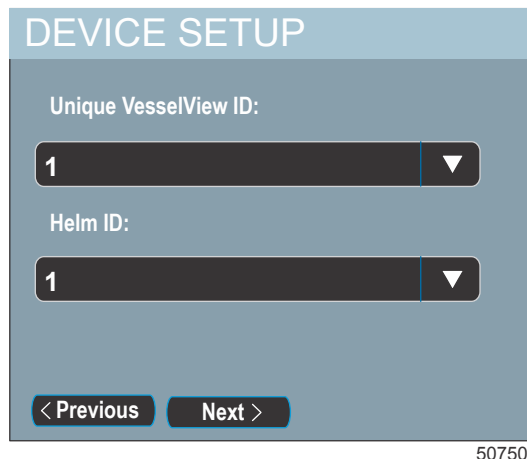 DEVICE SETUP
Unique VesselView ID:
1
Helm ID:
1
< Previous Next >
50750